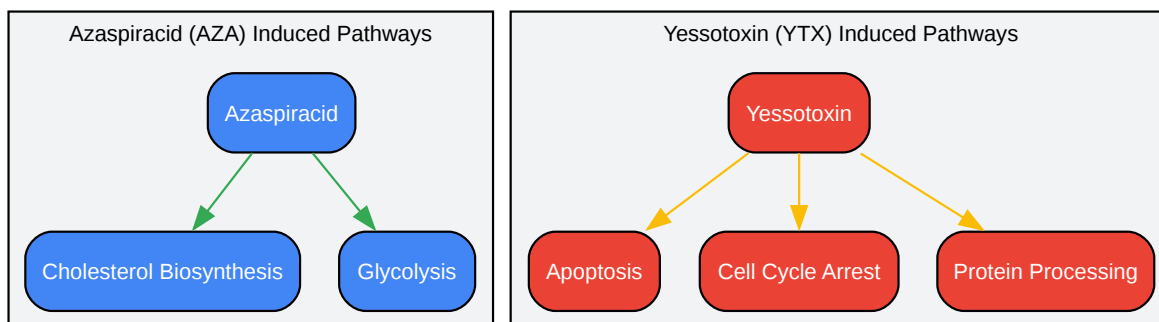 Azaspiracid (AZA) Induced Pathways
Azaspiracid
Cholesterol Biosynthesis
Glycolysis
Yessotoxin (YTX) Induced Pathways
Yessotoxin
Apoptosis
Cell Cycle Arrest
Protein Processing